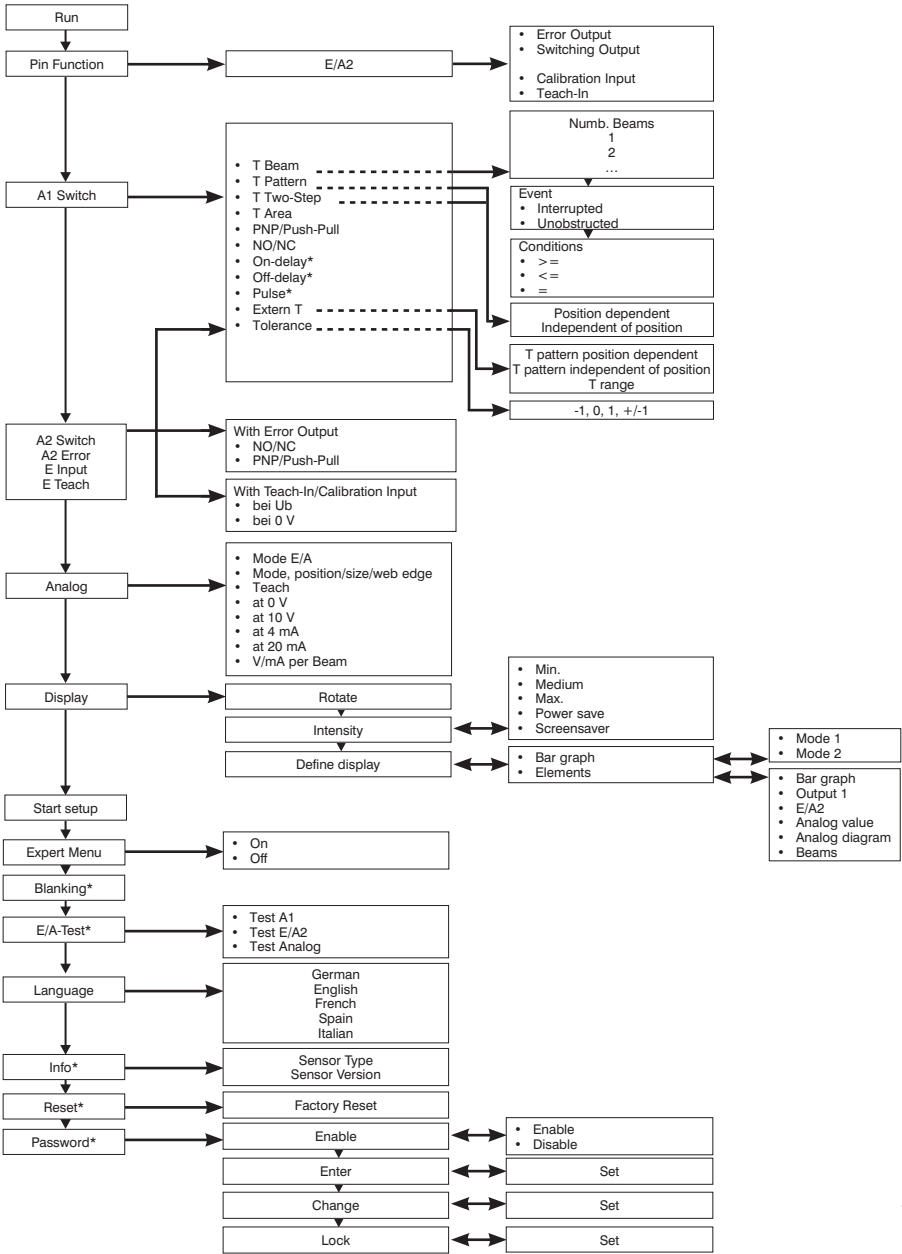 Run
Pin Function
E/A2
• Error Output
• Switching Output
• Calibration Input
• Teach-In
A1 Switch
• T Beam
• T Pattern
• T Two-Step
• T Area
• PNP/Push-Pull
• NO/NC
• On-delay*
• Off-delay*
• Pulse*
• Extern T
• Tolerance
Numb. Beams
1
2
...
Event
• Interrupted
• Unobstructed
Conditions
• >=
• <=
• =
Position dependent
Independent of position
T pattern position dependent
T pattern independent of position
T range
-1, 0, 1, +/-1
A2 Switch
A2 Error
E Input
E Teach
With Error Output
• NO/NC
• PNP/Push-Pull
With Teach-In/Calibration Input
• bei Ub
• bei 0 V
Analog
• Mode E/A
• Mode, position/size/web edge
• Teach
• at 0 V
• at 10 V
• at 4 mA
• at 20 mA
• V/mA per Beam
Display
Rotate
Intensity
• Min.
• Medium
• Max.
• Power save
• Screensaver
Define display
• Bar graph
• Elements
• Mode 1
• Mode 2
• Bar graph
• Output 1
• E/A2
• Analog value
• Analog diagram
• Beams
Start setup
Expert Menu
• On
• Off
Blanking*
E/A-Test*
• Test A1
• Test E/A2
• Test Analog
Language
German
English
French
Spain
Italian
Info*
Sensor Type
Sensor Version
Reset*
Factory Reset
Password*
Enable
• Enable
• Disable
Enter
Set
Change
Set
Lock
Set